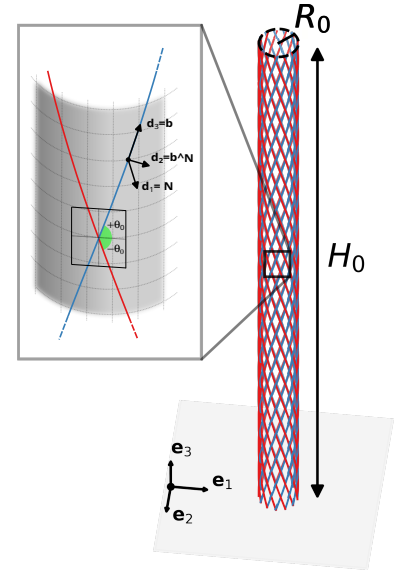 R₀
d₃=b
d₂=b^N
d₁= N
+θ₀
−θ₀
H₀
e₃
e₁
e₂